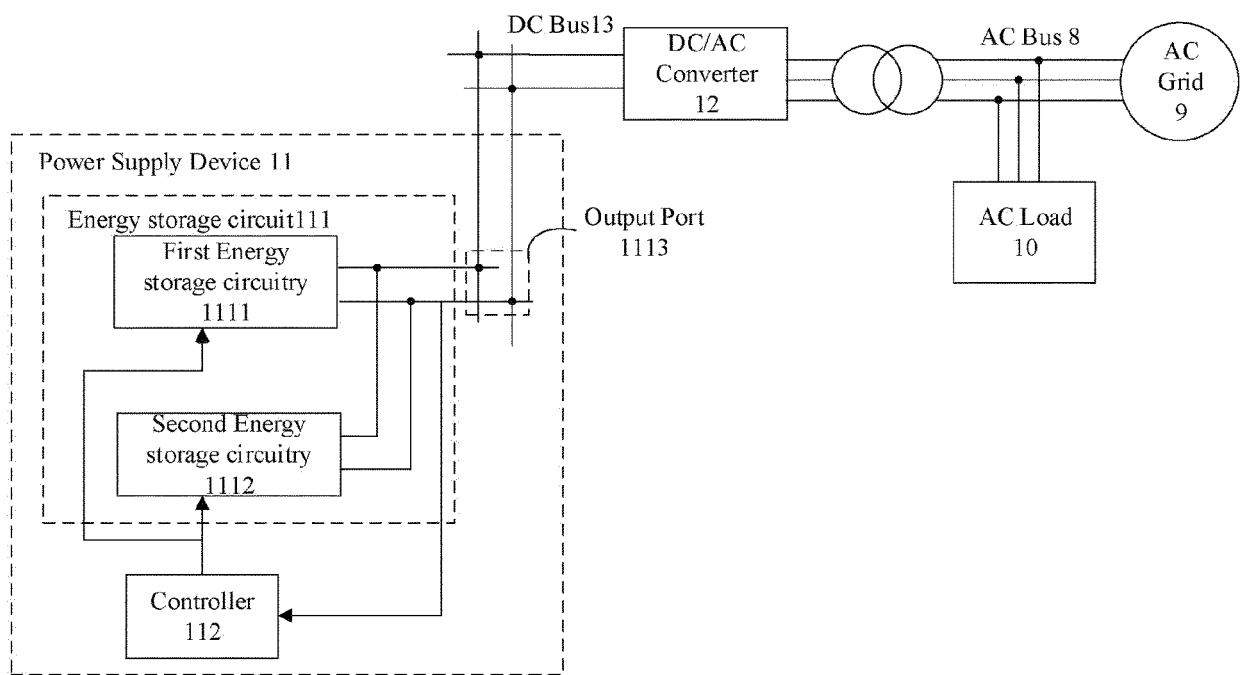 DC Bus13
DC/AC
Converter
12
AC Bus 8
AC
Grid
9
Power Supply Device 11
Energy storage circuit111
First Energy
storage circuitry
1111
Output Port
1113
AC Load
10
Second Energy
storage circuitry
1112
Controller
112